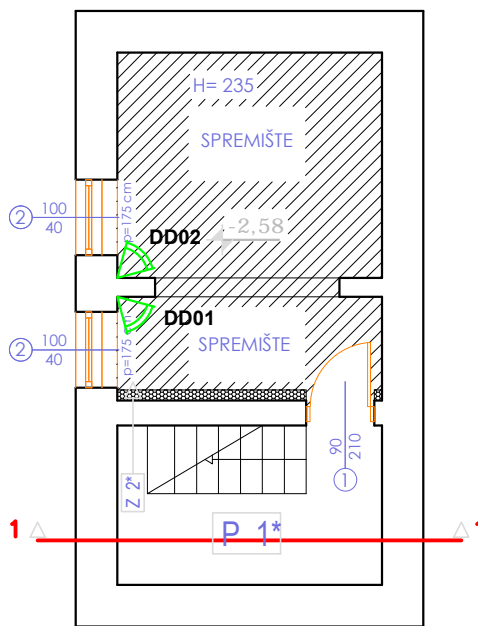 H= 235
SPREMIŠTE
p=175 cm
2
100
40
-2,58
DD02
DD01
2
100
40
p=175 cm
SPREMIŠTE
90
210
1
Z 2*
P 1*
1
1